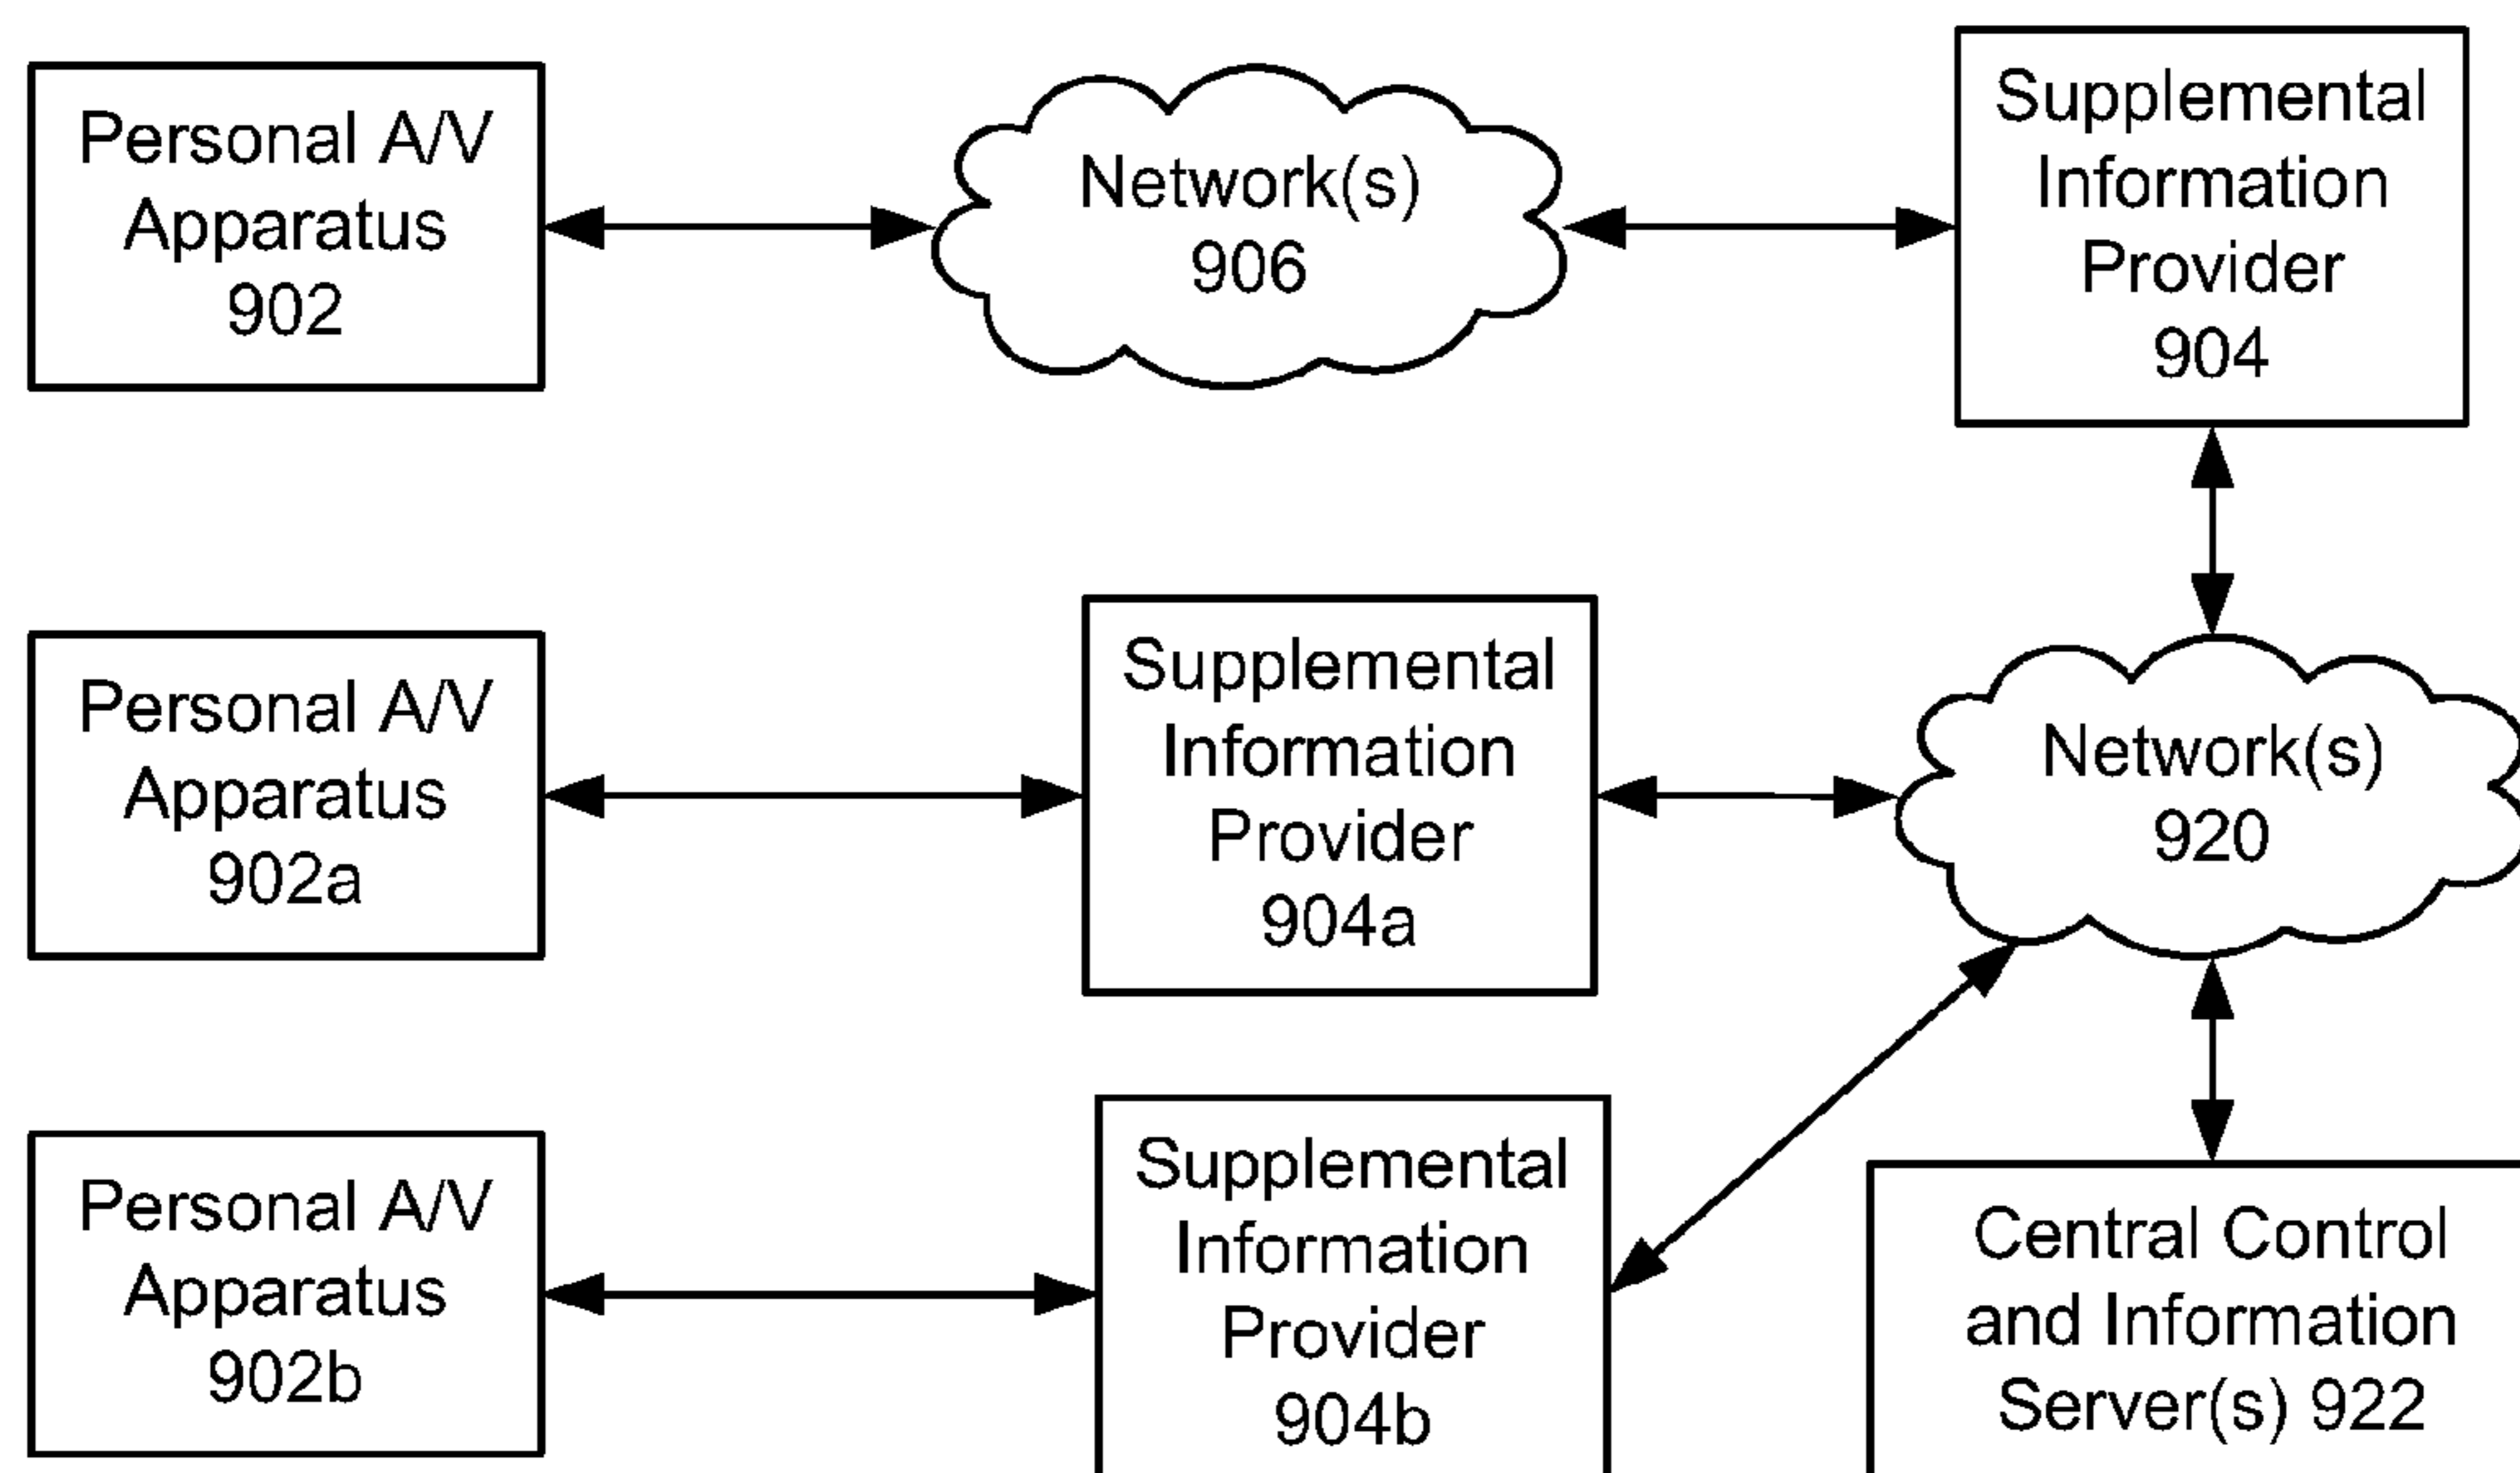 Personal A/V
Apparatus
902
Network(s)
906
Supplemental
Information
Provider
904
Personal A/V
Apparatus
902a
Supplemental
Information
Provider
904a
Network(s)
920
Personal A/V
Apparatus
902b
Supplemental
Information
Provider
904b
Central Control
and Information
Server(s) 922